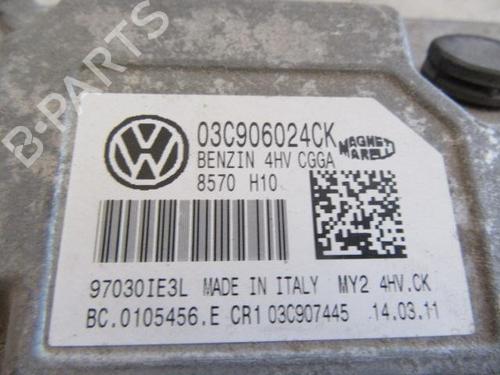 B-PARTS
03C906024CK
BENZIN 4HV CGGA
MAGNETI
MARELLI
8570 H10
97030IE3L MADE IN ITALY MY2 4HV.CK
BC.0105456.E CR1 03C907445 14.03.11